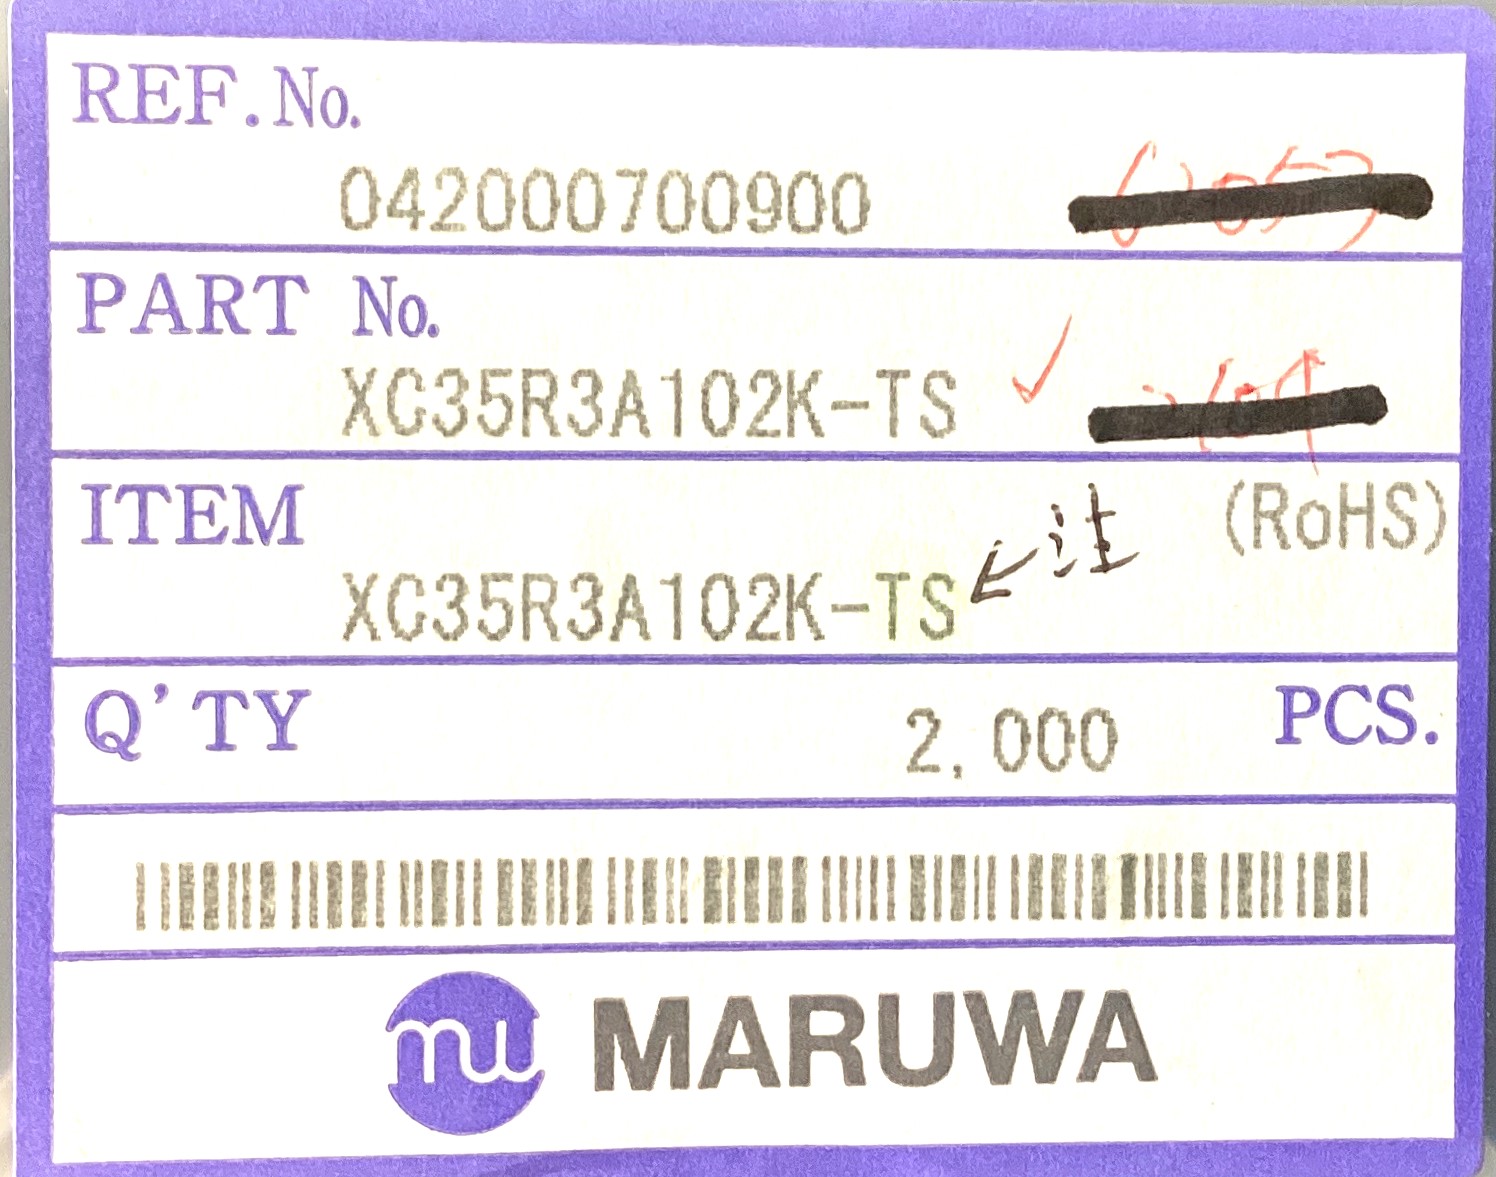 REF.No.
042000700900
PART No.
XC35R3A102K-TS
ITEM
(RoHS)
注
XC35R3A102K-TS
Q'TY
2,000 PCS.
MARUWA